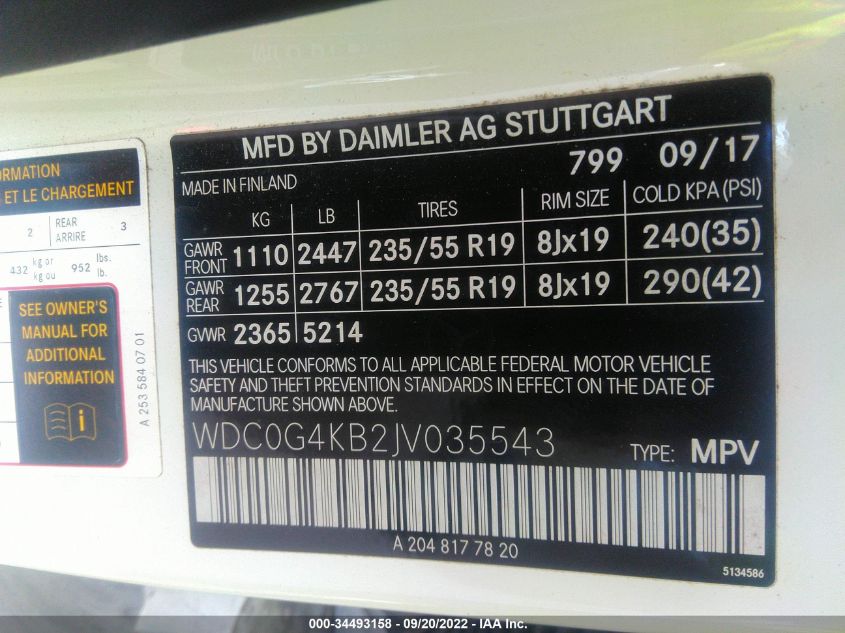 ORMATION
S ET LE CHARGEMENT
2 REAR ARRIRE 3
432 kg or kg ou 952 lbs. lb.
SEE OWNER'S
MANUAL FOR
ADDITIONAL
INFORMATION
A 253 584 07 01
MFD BY DAIMLER AG STUTTGART
799 09/17
MADE IN FINLAND
KG LB TIRES RIM SIZE COLD KPA (PSI)
GAWR FRONT 1110 2447 235/55 R19 8Jx19 240(35)
GAWR REAR 1255 2767 235/55 R19 8Jx19 290(42)
GVWR 2365 5214
THIS VEHICLE CONFORMS TO ALL APPLICABLE FEDERAL MOTOR VEHICLE
SAFETY AND THEFT PREVENTION STANDARDS IN EFFECT ON THE DATE OF
MANUFACTURE SHOWN ABOVE.
WDC0G4KB2JV035543 TYPE: MPV
A 204 817 78 20
5134586
000-34493158 - 09/20/2022 - IAA Inc.